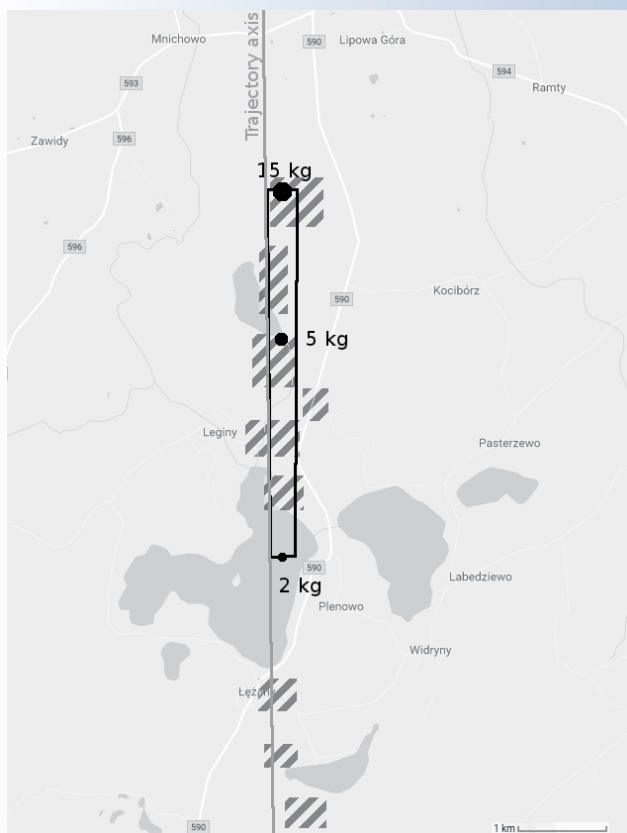 Mnichowo
Trajectory axis
590
Lipowa Góra
594
593
Ramty
Zawidy
596
15 kg
596
Kocibórz
590
5 kg
Leginy
Pasterzewo
590
Labedziewo
2 kg
Plenowo
Widryny
Łężany
590
1 km